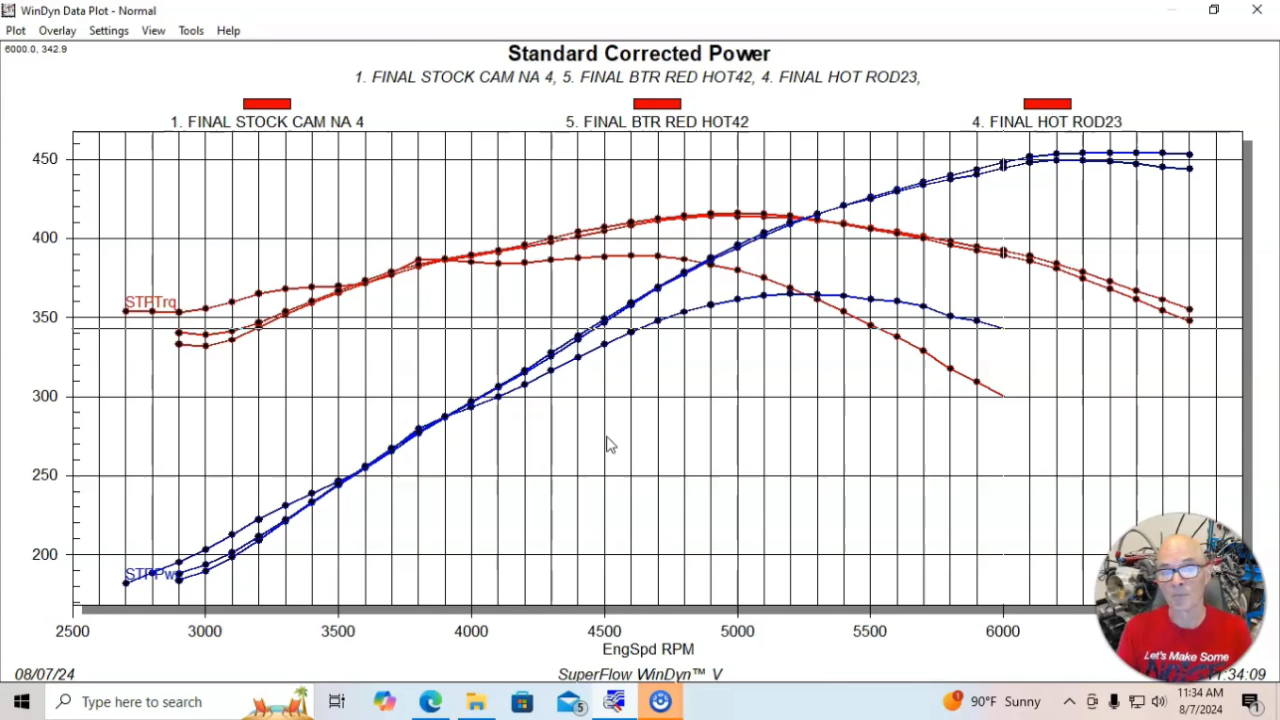 WinDyn Data Plot - Normal
Plot Overlay Settings View Tools Help
6000.0, 342.9
Standard Corrected Power
1. FINAL STOCK CAM NA 4, 5. FINAL BTR RED HOT42, 4. FINAL HOT ROD23,
1. FINAL STOCK CAM NA 4 5. FINAL BTR RED HOT42 4. FINAL HOT ROD23
450
400
350
300
250
200
STPTrq
STPPw
2500 3000 3500 4000 4500 5000 5500 6000
EngSpd RPM
Let's Make Some
08/07/24 SuperFlow WinDyn™ V 11:34:09
Type here to search 5 90°F Sunny 11:34 AM
8/7/2024 1